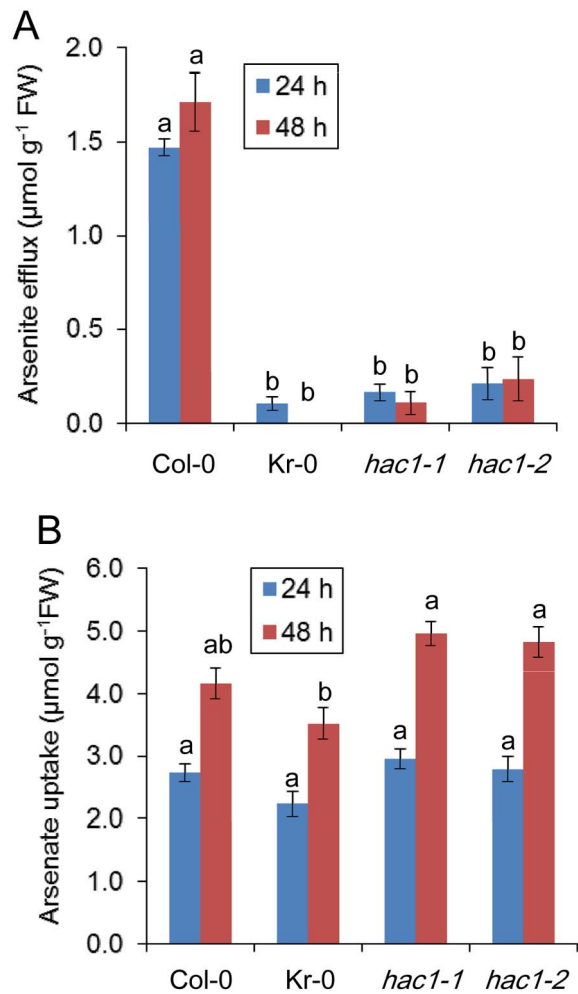 A
Arsenite efflux (µmol g⁻¹ FW)
2.0
1.5
1.0
0.5
0.0
24 h
48 h
a
a
b
b
b
b
b
b
Col-0
Kr-0
hac1-1
hac1-2
B
Arsenate uptake (µmol g⁻¹FW)
6.0
5.0
4.0
3.0
2.0
1.0
0.0
24 h
48 h
a
ab
a
b
a
a
a
a
Col-0
Kr-0
hac1-1
hac1-2